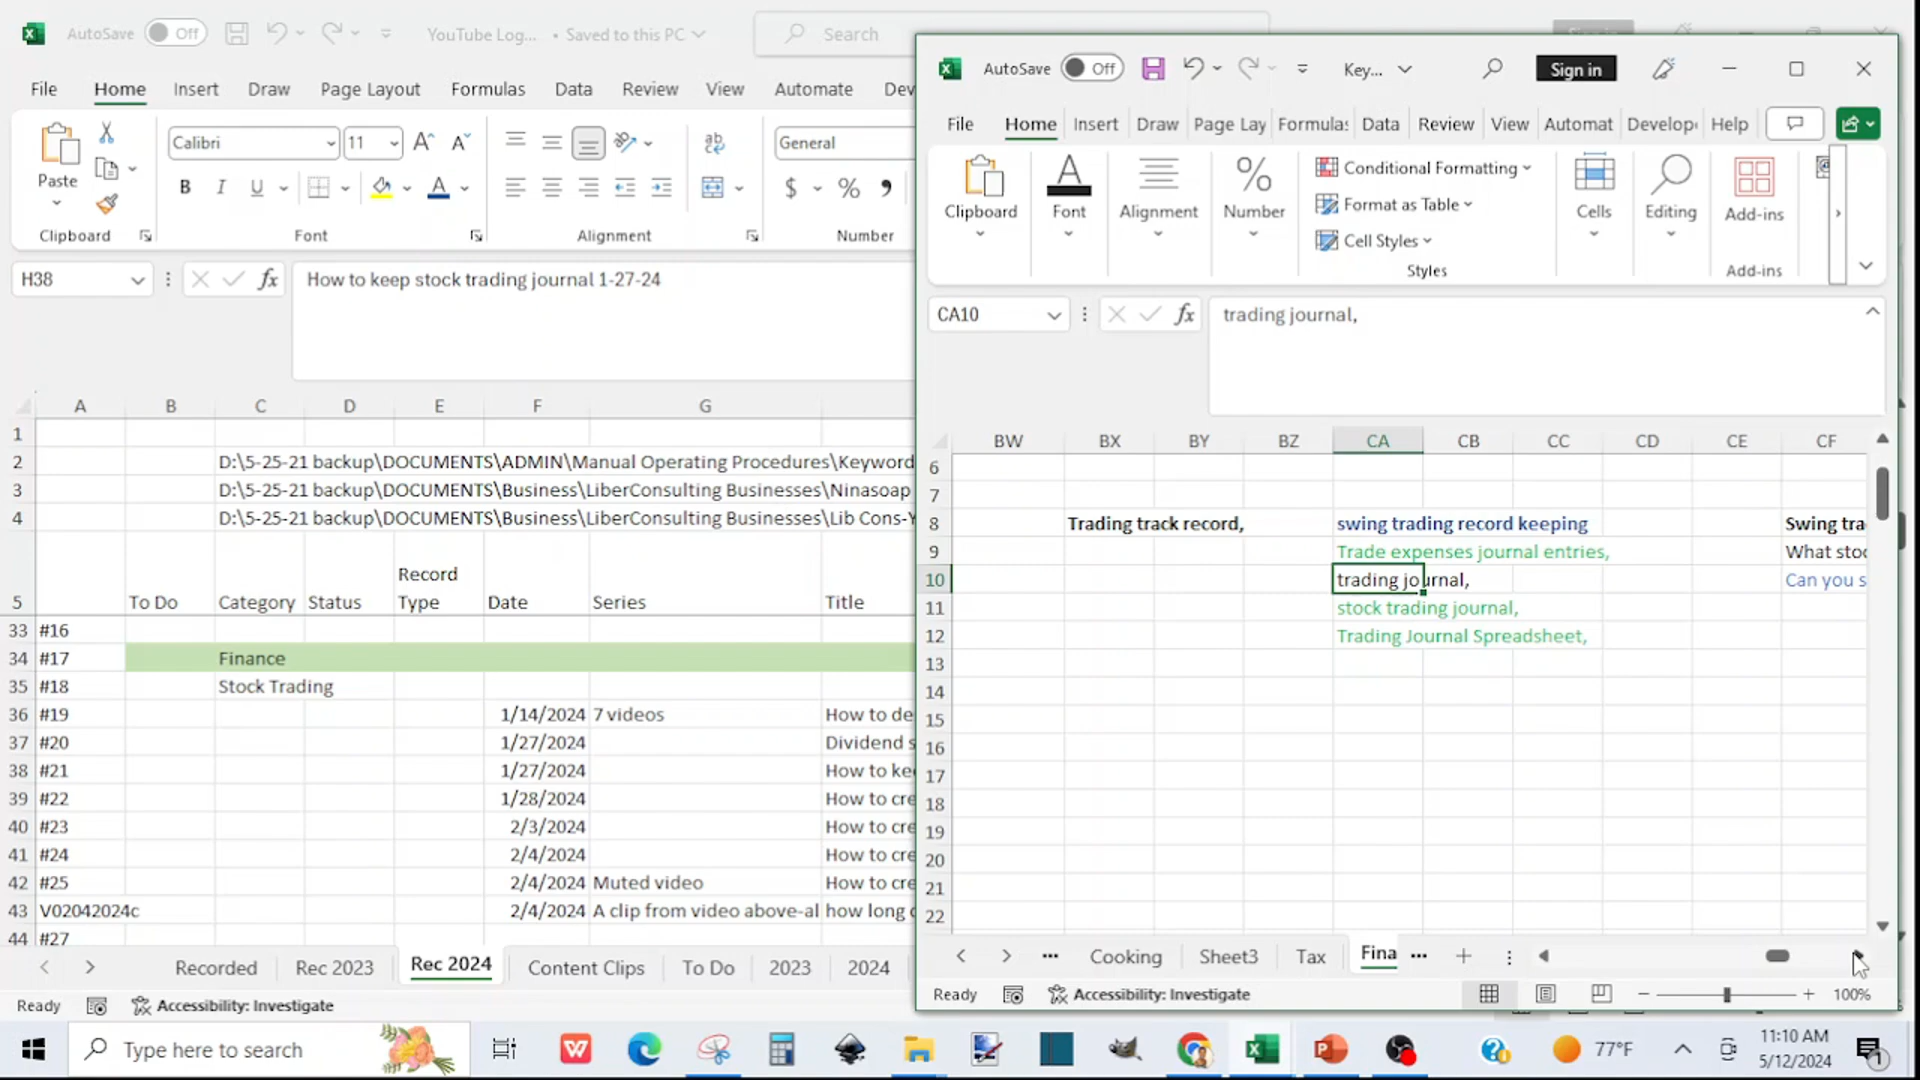 AutoSave Off YouTube Log... • Saved to this PC Search
File Home Insert Draw Page Layout Formulas Data Review View Automate Dev
Paste Calibri 11 General
Clipboard Font Alignment Number
H38 How to keep stock trading journal 1-27-24
A B C D E F G
1
2 D:\5-25-21 backup\DOCUMENTS\ADMIN\Manual Operating Procedures\Keyword
3 D:\5-25-21 backup\DOCUMENTS\Business\LiberConsulting Businesses\Ninasoap
4 D:\5-25-21 backup\DOCUMENTS\Business\LiberConsulting Businesses\Lib Cons-Y
5 To Do Category Status Record Type Date Series Title
33 #16
34 #17 Finance
35 #18 Stock Trading
36 #19 1/14/2024 7 videos How to de
37 #20 1/27/2024 Dividend s
38 #21 1/27/2024 How to kee
39 #22 1/28/2024 How to cre
40 #23 2/3/2024 How to cre
41 #24 2/4/2024 How to cre
42 #25 2/4/2024 Muted video How to cre
43 V02042024c 2/4/2024 A clip from video above-al how long
44 #27
Recorded Rec 2023 Rec 2024 Content Clips To Do 2023 2024
Ready Accessibility: Investigate
AutoSave Off Key... Sign in
File Home Insert Draw Page Lay Formulas Data Review View Automat Develop Help
Clipboard Font Alignment Number Conditional Formatting Format as Table Cell Styles Cells Editing Add-ins
Styles Add-ins
CA10 trading journal,
BW BX BY BZ CA CB CC CD CE CF
6
7
8 Trading track record, swing trading record keeping Swing tra
9 Trade expenses journal entries, What stoc
10 trading journal, Can you s
11 stock trading journal,
12 Trading Journal Spreadsheet,
13
14
15
16
17
18
19
20
21
22
Cooking Sheet3 Tax Fina
Ready Accessibility: Investigate 100%
Type here to search 77°F 11:10 AM
5/12/2024